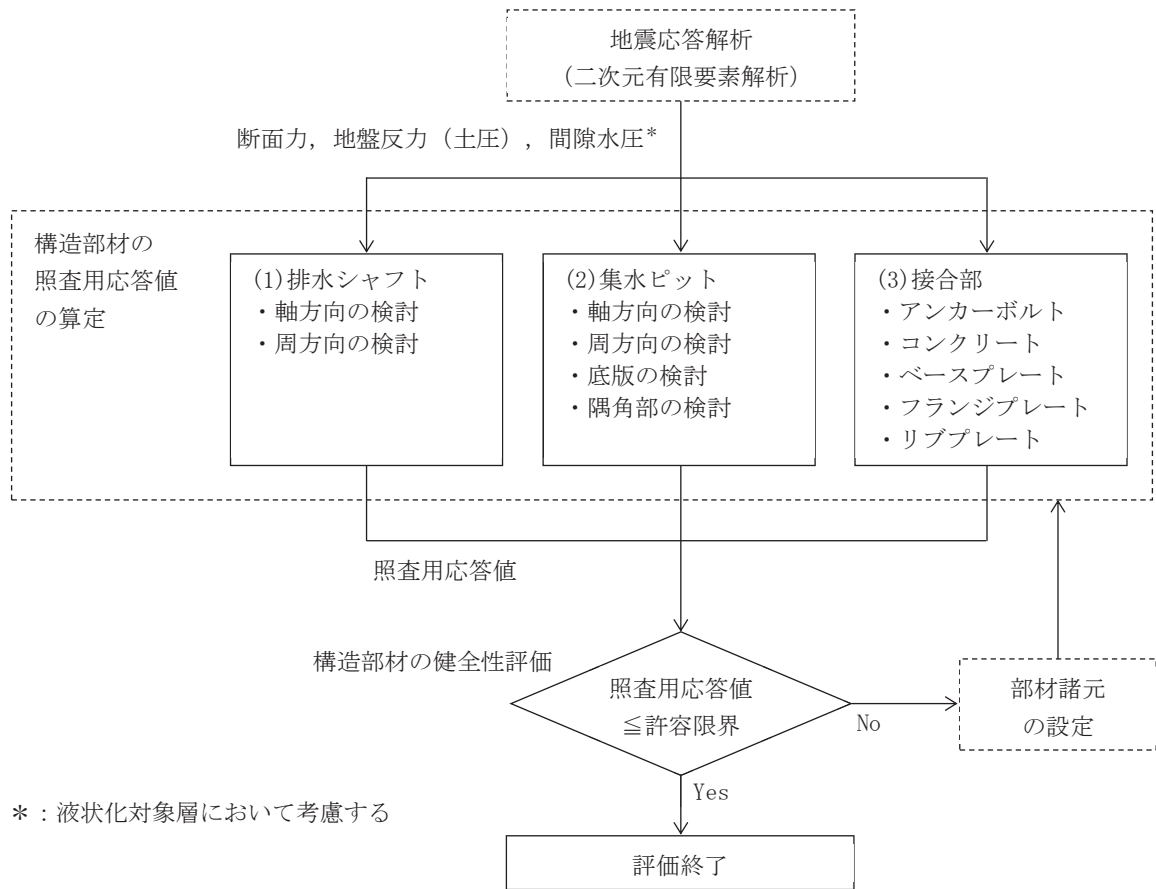 地震応答解析
(二次元有限要素解析)
断面力，地盤反力（土圧），間隙水圧*
構造部材の
照査用応答値
の算定
(1)排水シャフト
・軸方向の検討
・周方向の検討
(2)集水ピット
・軸方向の検討
・周方向の検討
・底版の検討
・隅角部の検討
(3)接合部
・アンカーボルト
・コンクリート
・ベースプレート
・フランジプレート
・リブプレート
照査用応答値
構造部材の健全性評価
照査用応答値
≦許容限界
No
部材諸元
の設定
Yes
＊：液状化対象層において考慮する
評価終了